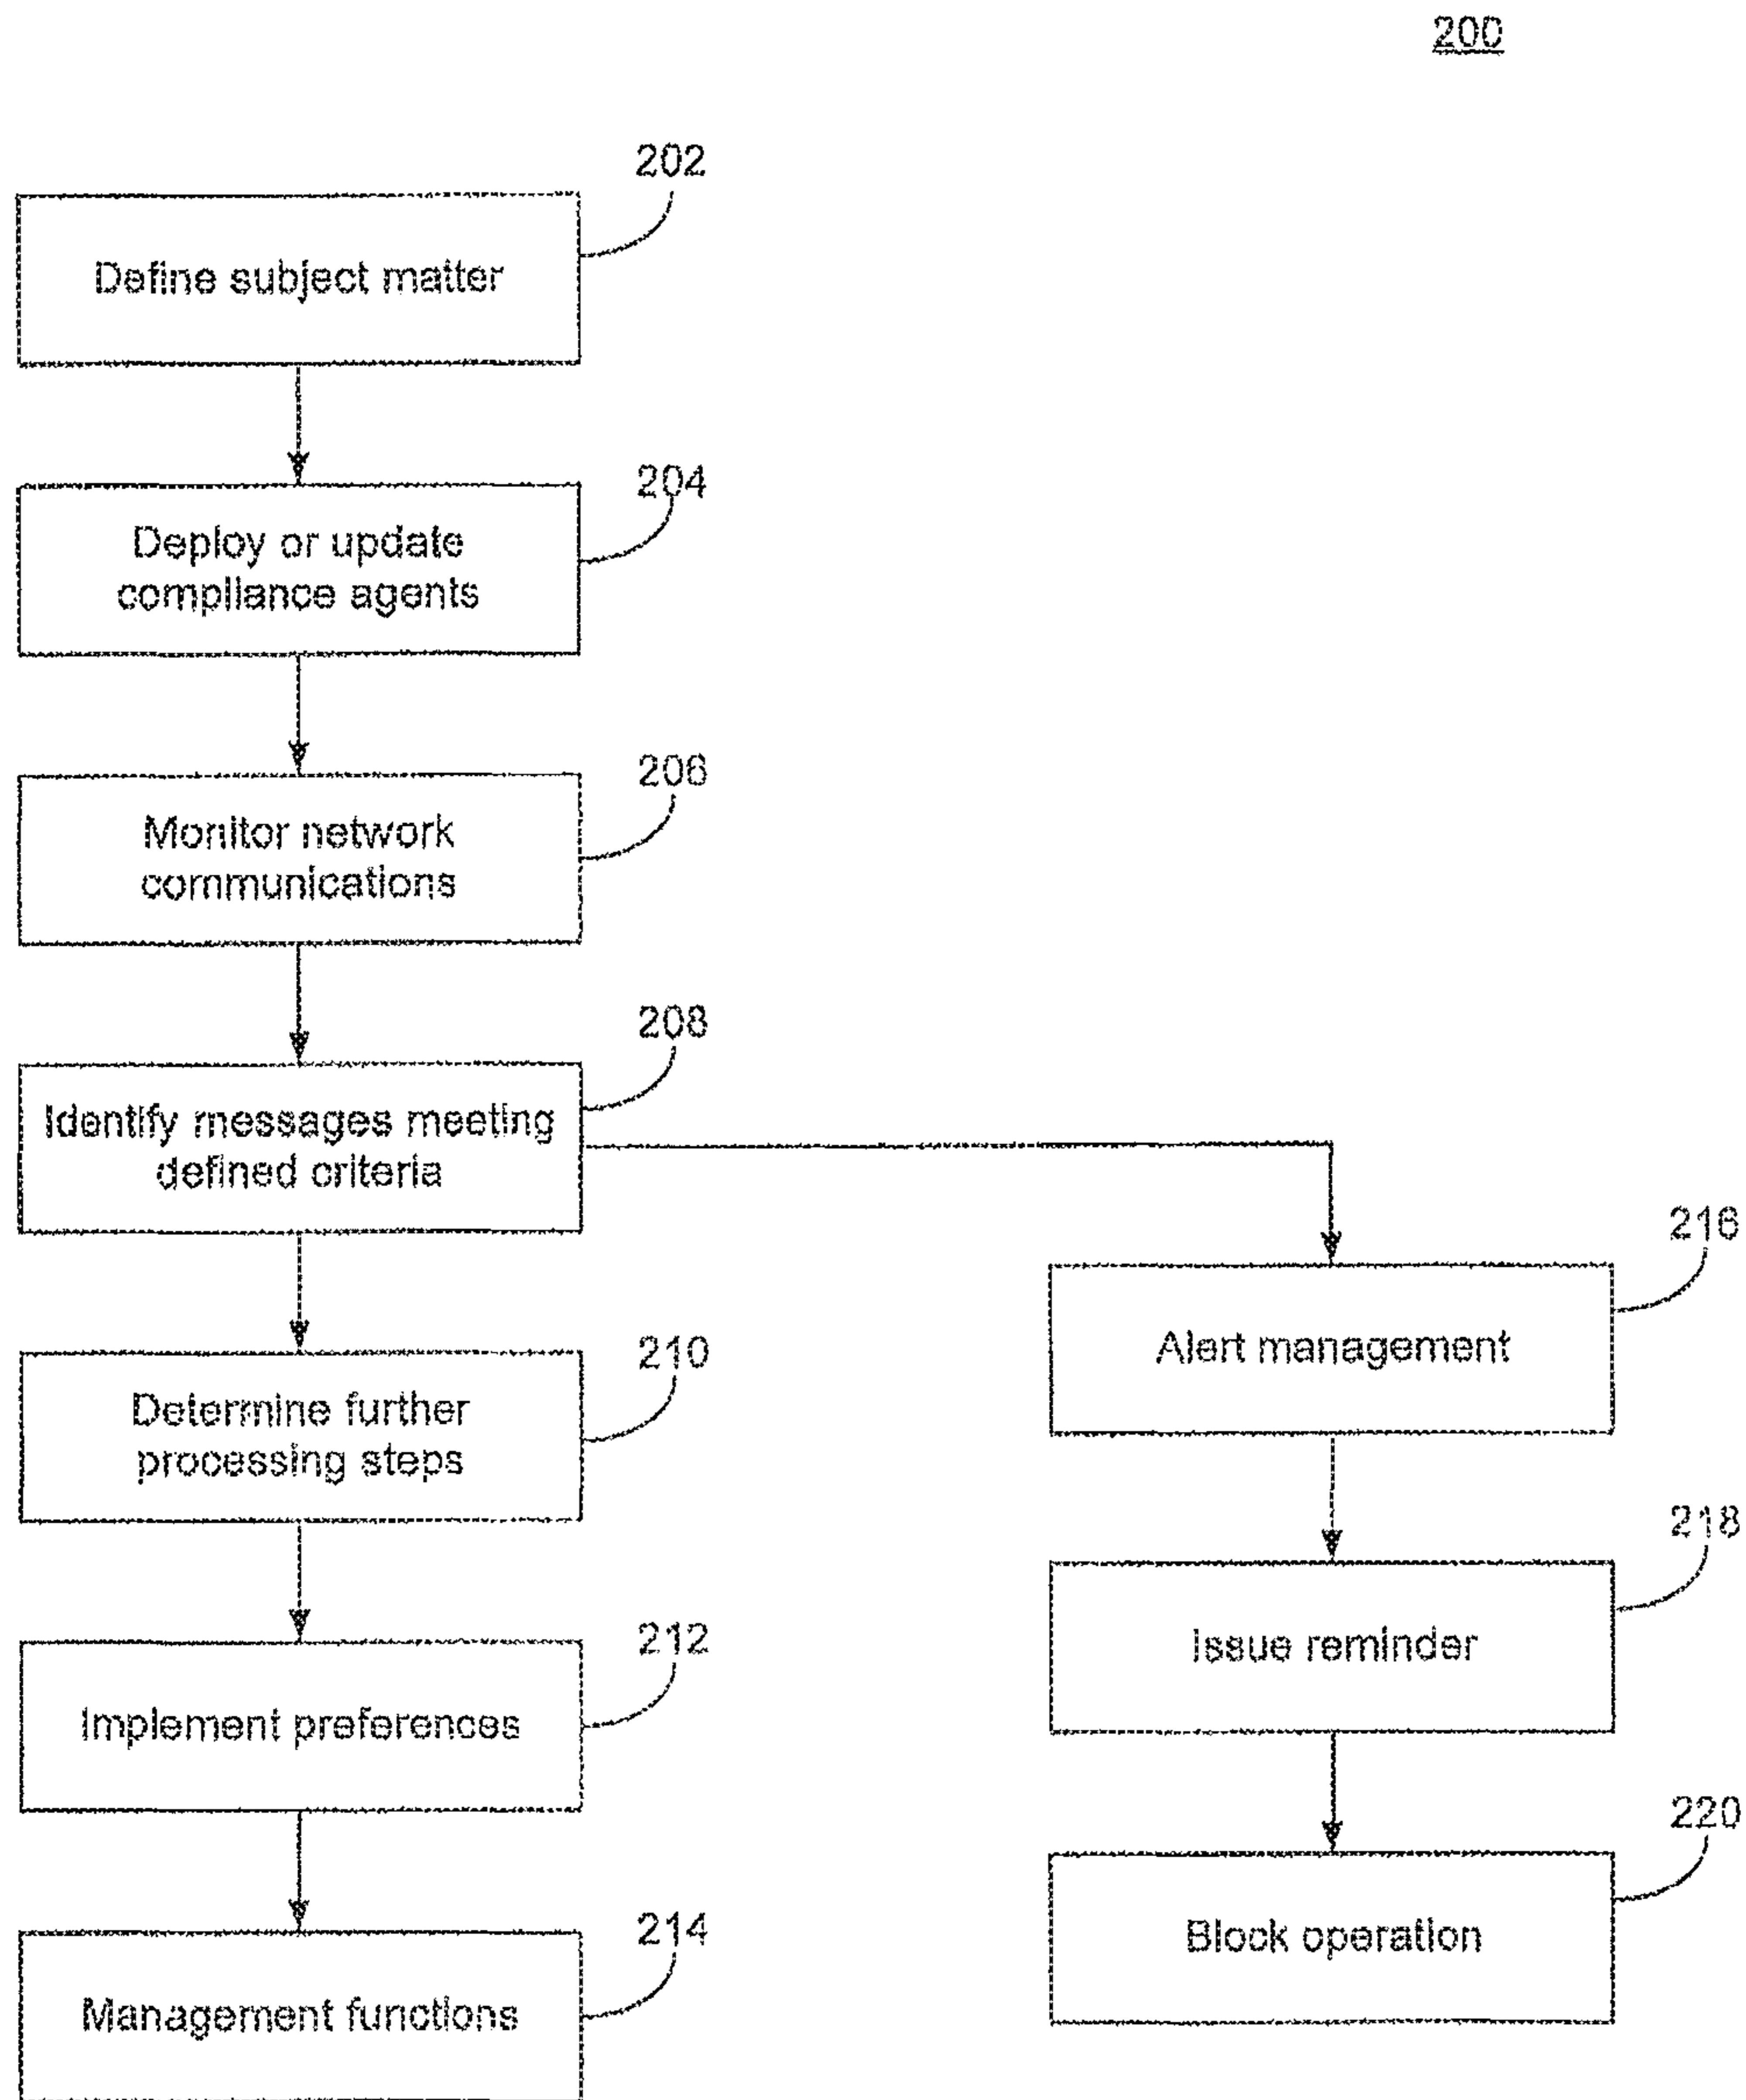 200
202
Define subject matter
204
Deploy or update
compliance agents
206
Monitor network
communications
208
Identify messages meeting
defined criteria
216
Alert management
210
Determine further
processing steps
218
Issue reminder
212
Implement preferences
220
Block operation
214
Management functions